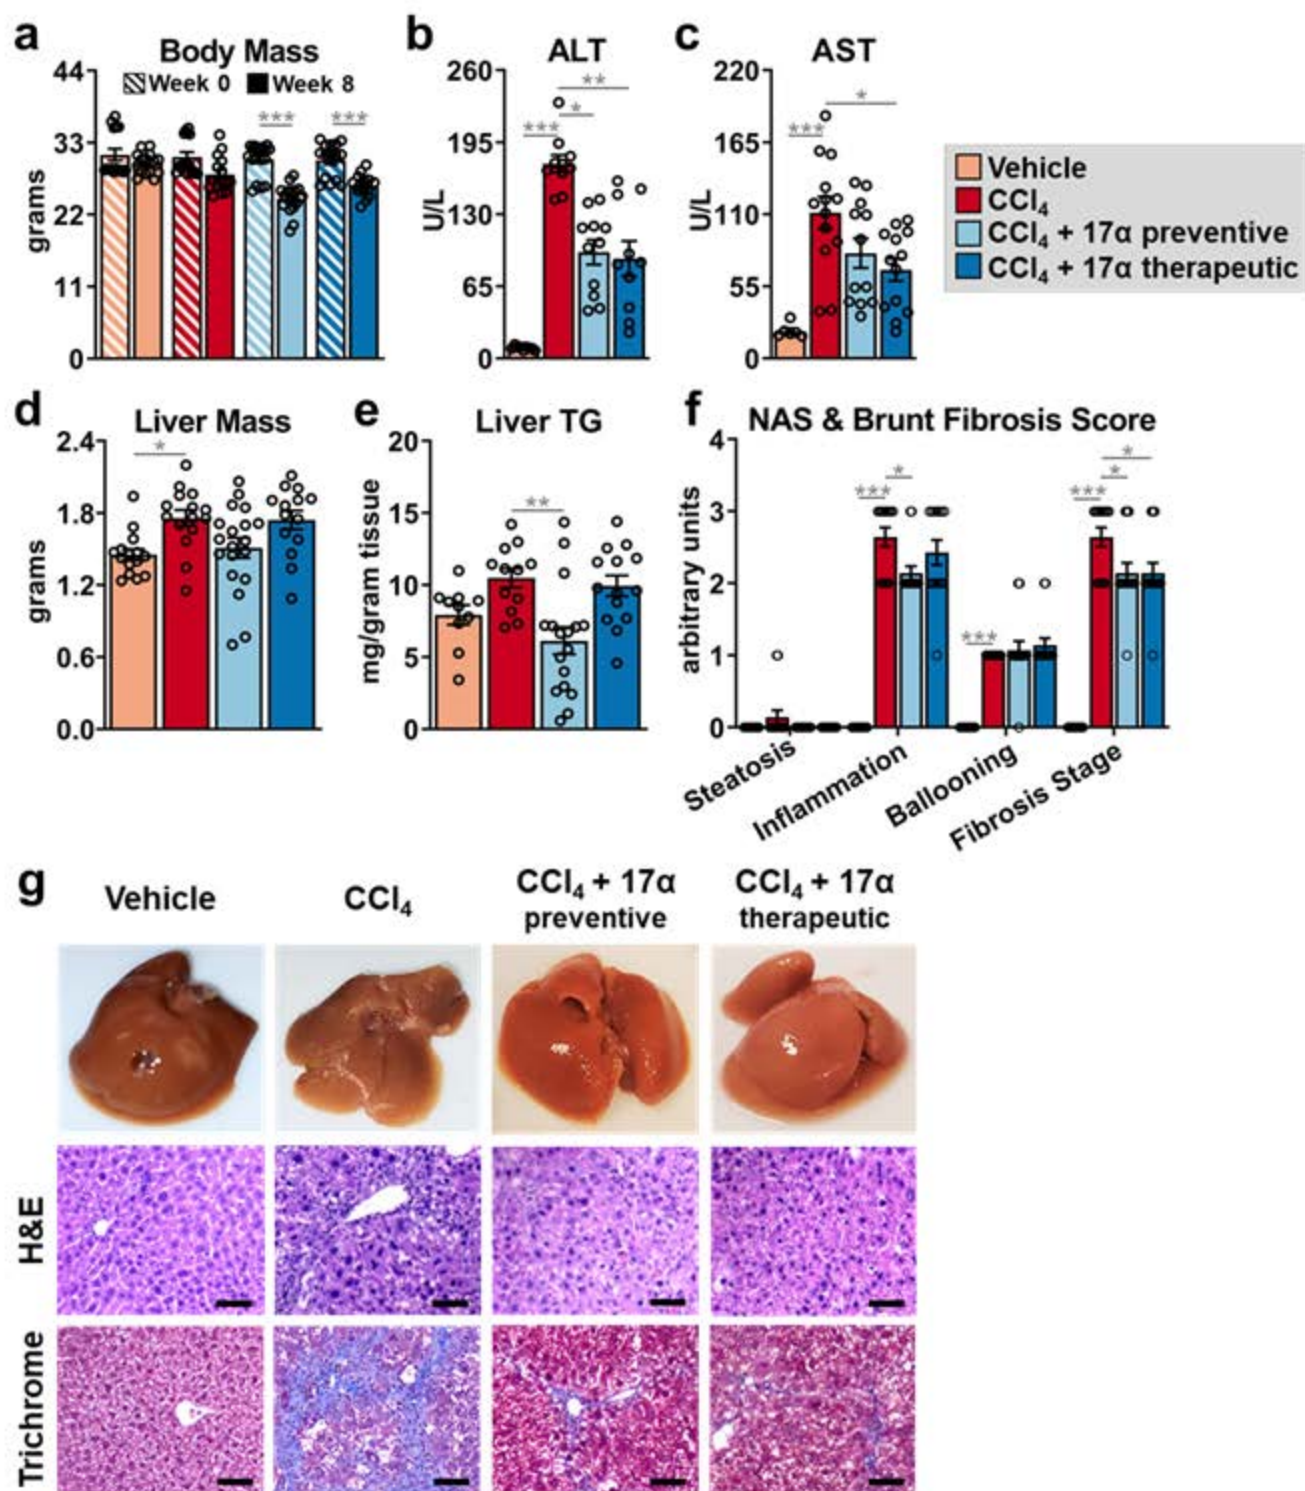 a
Body Mass
Week 0 Week 8
grams
44
33
22
11
0
***
***
b
ALT
U/L
260
195
130
65
0
***
**
*
c
AST
U/L
220
165
110
55
0
***
*
Vehicle
CCl₄
CCl₄ + 17α preventive
CCl₄ + 17α therapeutic
d
Liver Mass
grams
2.4
1.8
1.2
0.6
0.0
*
e
Liver TG
mg/gram tissue
20
15
10
5
0
**
f
NAS & Brunt Fibrosis Score
arbitrary units
4
3
2
1
0
***
*
***
***
*
*
Steatosis
Inflammation
Ballooning
Fibrosis Stage
g
Vehicle
CCl₄
CCl₄ + 17α
preventive
CCl₄ + 17α
therapeutic
H&E
Trichrome